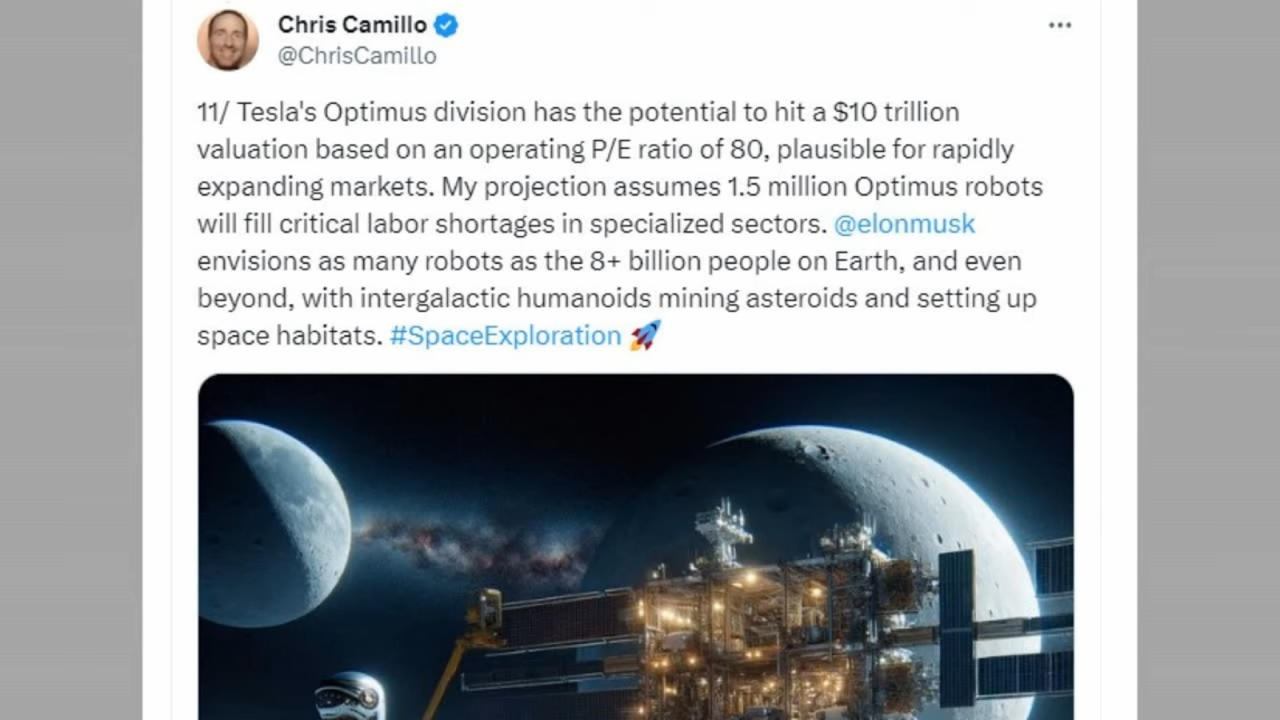 Chris Camillo
@ChrisCamillo
11/ Tesla's Optimus division has the potential to hit a $10 trillion
valuation based on an operating P/E ratio of 80, plausible for rapidly
expanding markets. My projection assumes 1.5 million Optimus robots
will fill critical labor shortages in specialized sectors. @elonmusk
envisions as many robots as the 8+ billion people on Earth, and even
beyond, with intergalactic humanoids mining asteroids and setting up
space habitats. #SpaceExploration 🚀